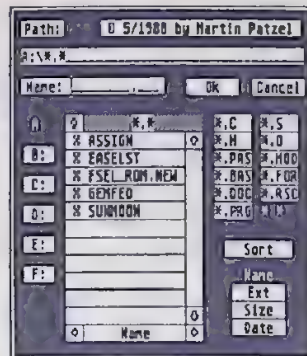 Path: © 5/1988 by Martin Patzel
A:\*.*
Name: Ok Cancel
*.*
% ASSIGN
% EASELST
% FSEL_ROM.NEW
% GEMFEO
% SUNMOON
Name
B:
C:
D:
E:
F:
*.C *.S
*.H *.O
*.PAS *.MOD
*.BAS *.FOR
*.DOC *.RSC
*.PRG *.*
Sort
Name
Ext
Size
Date